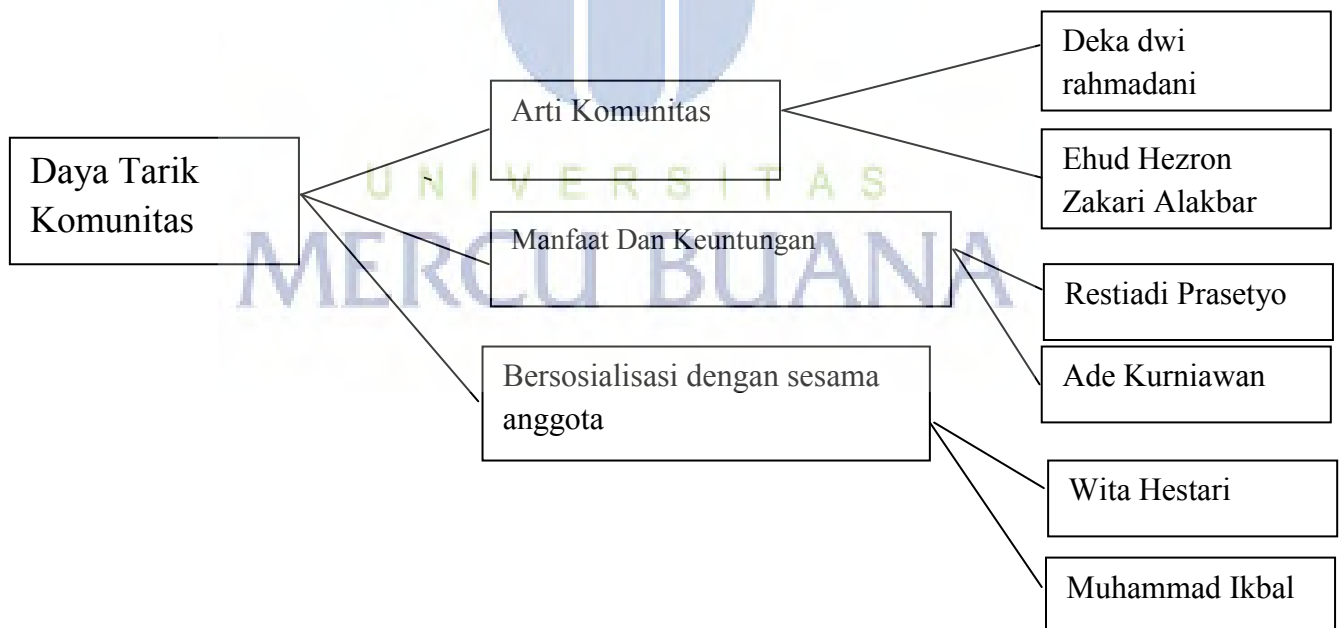 Daya Tarik
Komunitas
Arti Komunitas
Manfaat Dan Keuntungan
Bersosialisasi dengan sesama
anggota
Deka dwi
rahmadani
Ehud Hezron
Zakari Alakbar
Restiadi Prasetyo
Ade Kurniawan
Wita Hestari
Muhammad Ikbal
UNIVERSITAS
MERCU BUANA